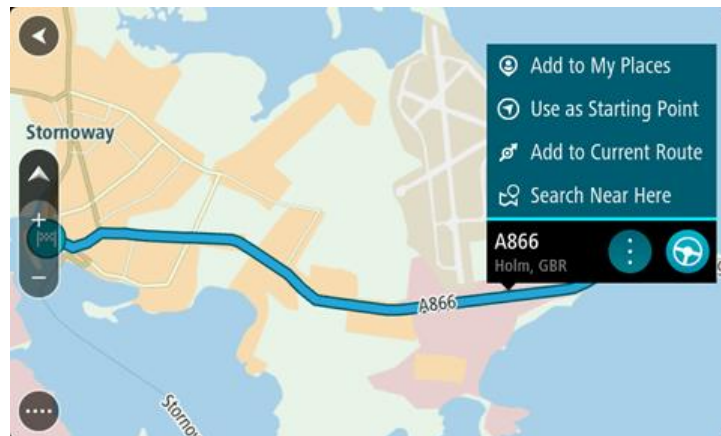 Stornoway
Add to My Places
Use as Starting Point
Add to Current Route
Search Near Here
A866
Holm, GBR
A866
Storno